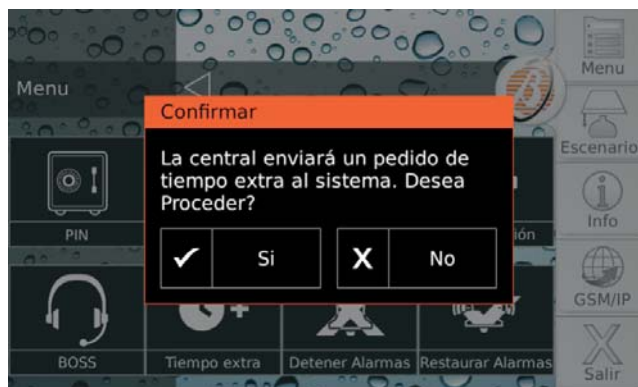 Menu
Menu
Confirmar
La central enviará un pedido de
tiempo extra al sistema. Desea
Proceder?
Si
No
Escenario
Info
GSM/IP
Salir
PIN
ión
BOSS
Tiempo extra
Detener Alarmas
Restaurar Alarmas